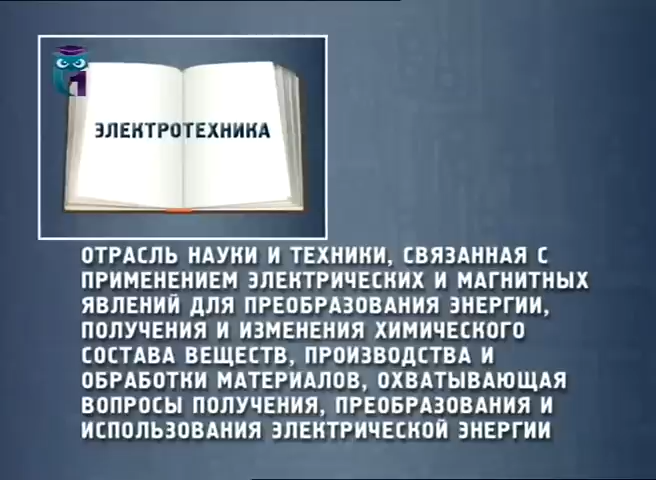 1
ЭЛЕКТРОТЕХНИКА
ОТРАСЛЬ НАУКИ И ТЕХНИКИ, СВЯЗАННАЯ С
ПРИМЕНЕНИЕМ ЭЛЕКТРИЧЕСКИХ И МАГНИТНЫХ
ЯВЛЕНИЙ ДЛЯ ПРЕОБРАЗОВАНИЯ ЭНЕРГИИ,
ПОЛУЧЕНИЯ И ИЗМЕНЕНИЯ ХИМИЧЕСКОГО
СОСТАВА ВЕЩЕСТВ, ПРОИЗВОДСТВА И
ОБРАБОТКИ МАТЕРИАЛОВ, ОХВАТЫВАЮЩАЯ
ВОПРОСЫ ПОЛУЧЕНИЯ, ПРЕОБРАЗОВАНИЯ И
ИСПОЛЬЗОВАНИЯ ЭЛЕКТРИЧЕСКОЙ ЭНЕРГИИ